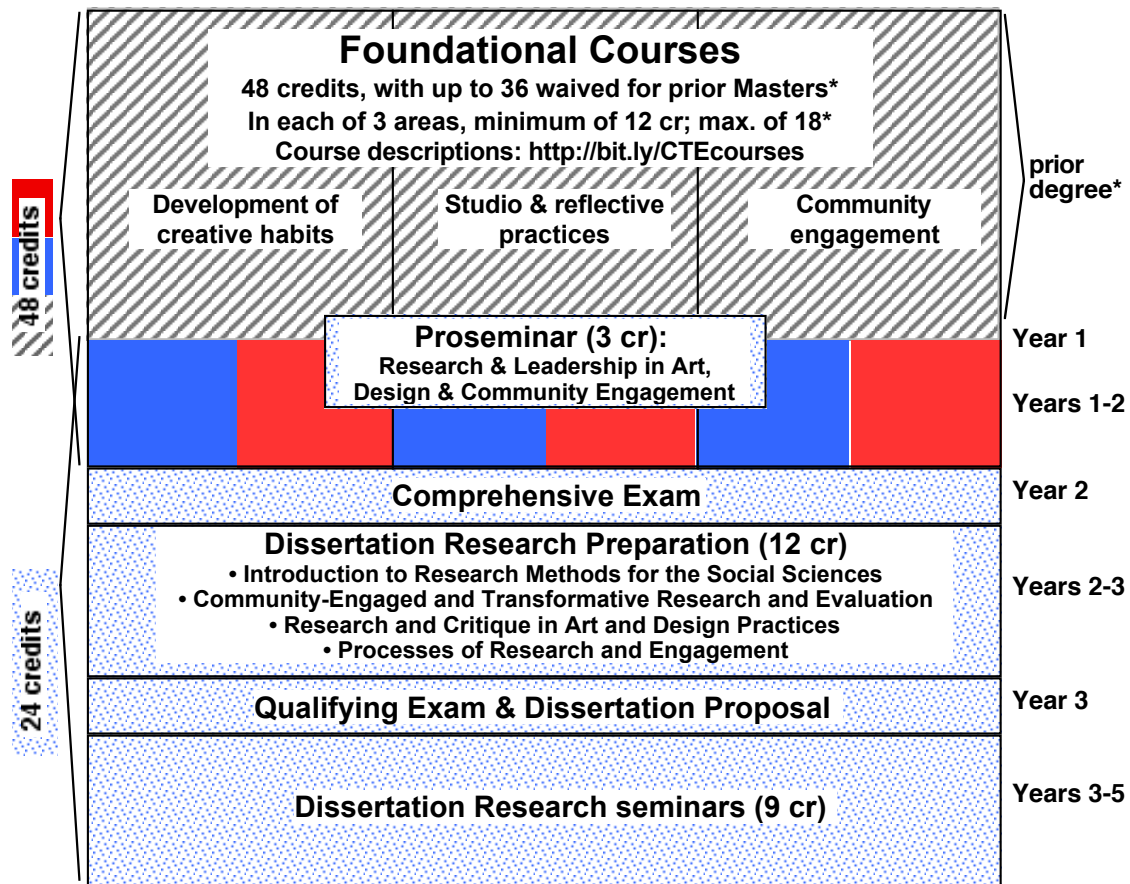 Foundational Courses
48 credits, with up to 36 waived for prior Masters*
In each of 3 areas, minimum of 12 cr; max. of 18*
Course descriptions: http://bit.ly/CTEcourses
Development of
creative habits
Studio & reflective
practices
Community
engagement
prior
degree*
48 credits
Proseminar (3 cr):
Research & Leadership in Art,
Design & Community Engagement
Year 1
Years 1-2
Comprehensive Exam
Year 2
Dissertation Research Preparation (12 cr)
• Introduction to Research Methods for the Social Sciences
• Community-Engaged and Transformative Research and Evaluation
• Research and Critique in Art and Design Practices
• Processes of Research and Engagement
Years 2-3
24 credits
Qualifying Exam & Dissertation Proposal
Year 3
Dissertation Research seminars (9 cr)
Years 3-5